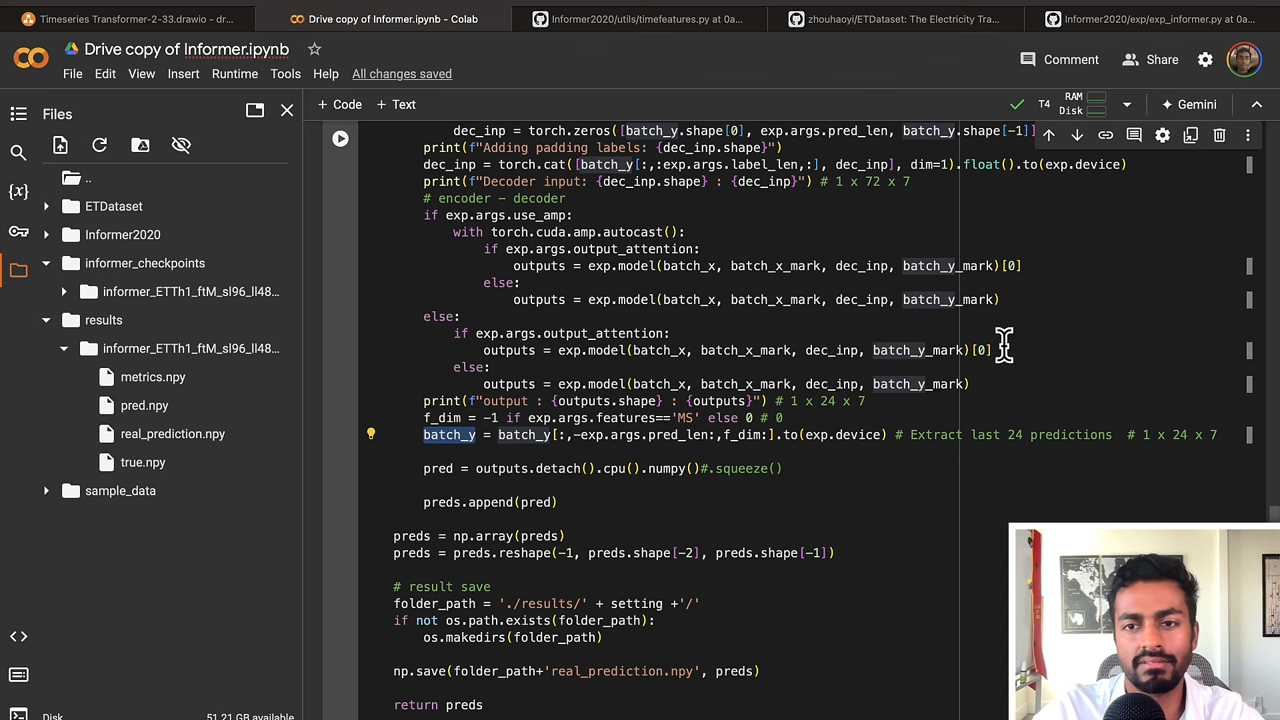 Timeseries Transformer-2-33.drawio - dr...
Drive copy of Informer.ipynb - Colab
Informer2020/utils/timefeatures.py at 0a...
zhouhaoyi/ETDataset: The Electricity Tra...
Informer2020/exp/exp_informer.py at 0a...
Drive copy of Informer.ipynb
File Edit View Insert Runtime Tools Help All changes saved
Comment Share
+ Code + Text
T4 RAM Disk Gemini
Files
..
ETDataset
Informer2020
informer_checkpoints
informer_ETTh1_ftM_sl96_ll48...
results
informer_ETTh1_ftM_sl96_ll48...
metrics.npy
pred.npy
real_prediction.npy
true.npy
sample_data
Disk 51.21 GB available
dec_inp = torch.zeros([batch_y.shape[0], exp.args.pred_len, batch_y.shape[-1]]
print(f"Adding padding labels: {dec_inp.shape}")
dec_inp = torch.cat([batch_y[:,:exp.args.label_len,:], dec_inp], dim=1).float().to(exp.device)
print(f"Decoder input: {dec_inp.shape} : {dec_inp}") # 1 x 72 x 7
# encoder - decoder
if exp.args.use_amp:
with torch.cuda.amp.autocast():
if exp.args.output_attention:
outputs = exp.model(batch_x, batch_x_mark, dec_inp, batch_y_mark)[0]
else:
outputs = exp.model(batch_x, batch_x_mark, dec_inp, batch_y_mark)
else:
if exp.args.output_attention:
outputs = exp.model(batch_x, batch_x_mark, dec_inp, batch_y_mark)[0]
else:
outputs = exp.model(batch_x, batch_x_mark, dec_inp, batch_y_mark)
print(f"output : {outputs.shape} : {outputs}") # 1 x 24 x 7
f_dim = -1 if exp.args.features=='MS' else 0 # 0
batch_y = batch_y[:,-exp.args.pred_len:,f_dim:].to(exp.device) # Extract last 24 predictions # 1 x 24 x 7
pred = outputs.detach().cpu().numpy()#.squeeze()
preds.append(pred)
preds = np.array(preds)
preds = preds.reshape(-1, preds.shape[-2], preds.shape[-1])
# result save
folder_path = './results/' + setting +'/'
if not os.path.exists(folder_path):
os.makedirs(folder_path)
np.save(folder_path+'real_prediction.npy', preds)
return preds